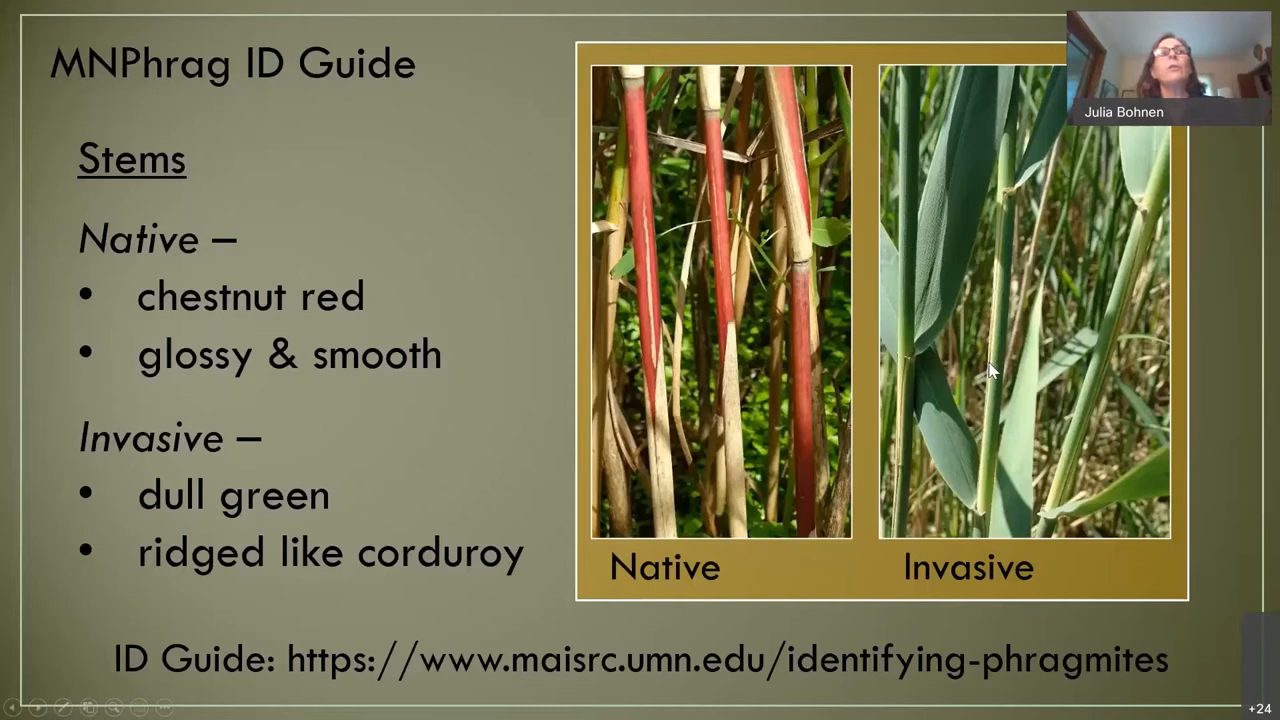 MNPhrag ID Guide
Julia Bohnen
Stems
Native –
• chestnut red
• glossy & smooth
Invasive –
• dull green
• ridged like corduroy
Native
Invasive
ID Guide: https://www.maisrc.umn.edu/identifying-phragmites
+24